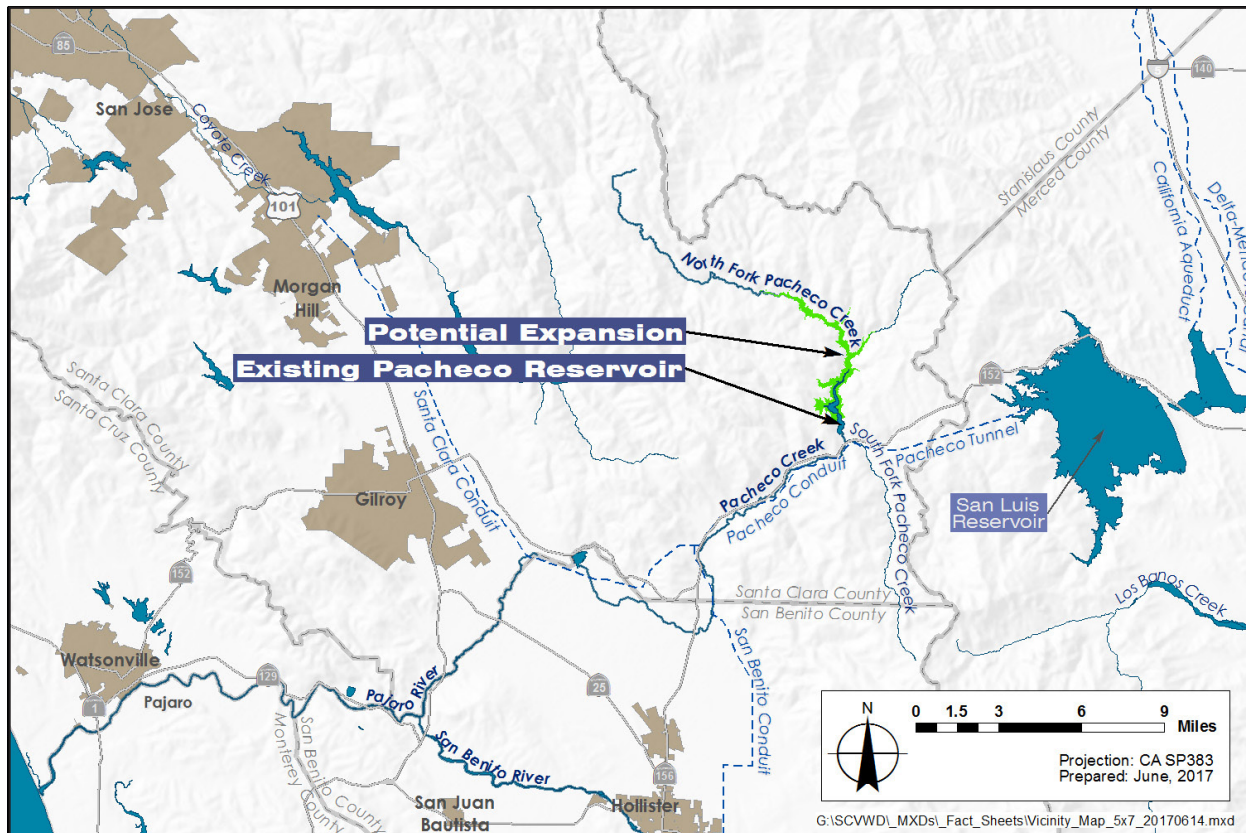 85
San Jose
Coyote Creek
101
Morgan
Hill
North Fork Pacheco Creek
Stanislaus County
Merced County
5
140
California Aqueduct
Potential Expansion
Existing Pacheco Reservoir
152
Santa Clara County
Santa Cruz County
Santa Clara Conduit
Gilroy
Pacheco Creek
Pacheco Conduit
South Fork Pacheco Creek
Pacheco Tunnel
San Luis
Reservoir
152
Los Banos Creek
Santa Clara County
San Benito County
San Benito Conduit
Watsonville
1
Pajaro
129
Pajaro River
25
San Benito County
Monterey County
San Benito River
San Juan
Bautista
156
Hollister
N
0 1.5 3 6 9
Miles
Projection: CA SP383
Prepared: June, 2017
G:\SCVWD\_MXDs\_Fact_Sheets\Vicinity_Map_5x7_20170614.mxd